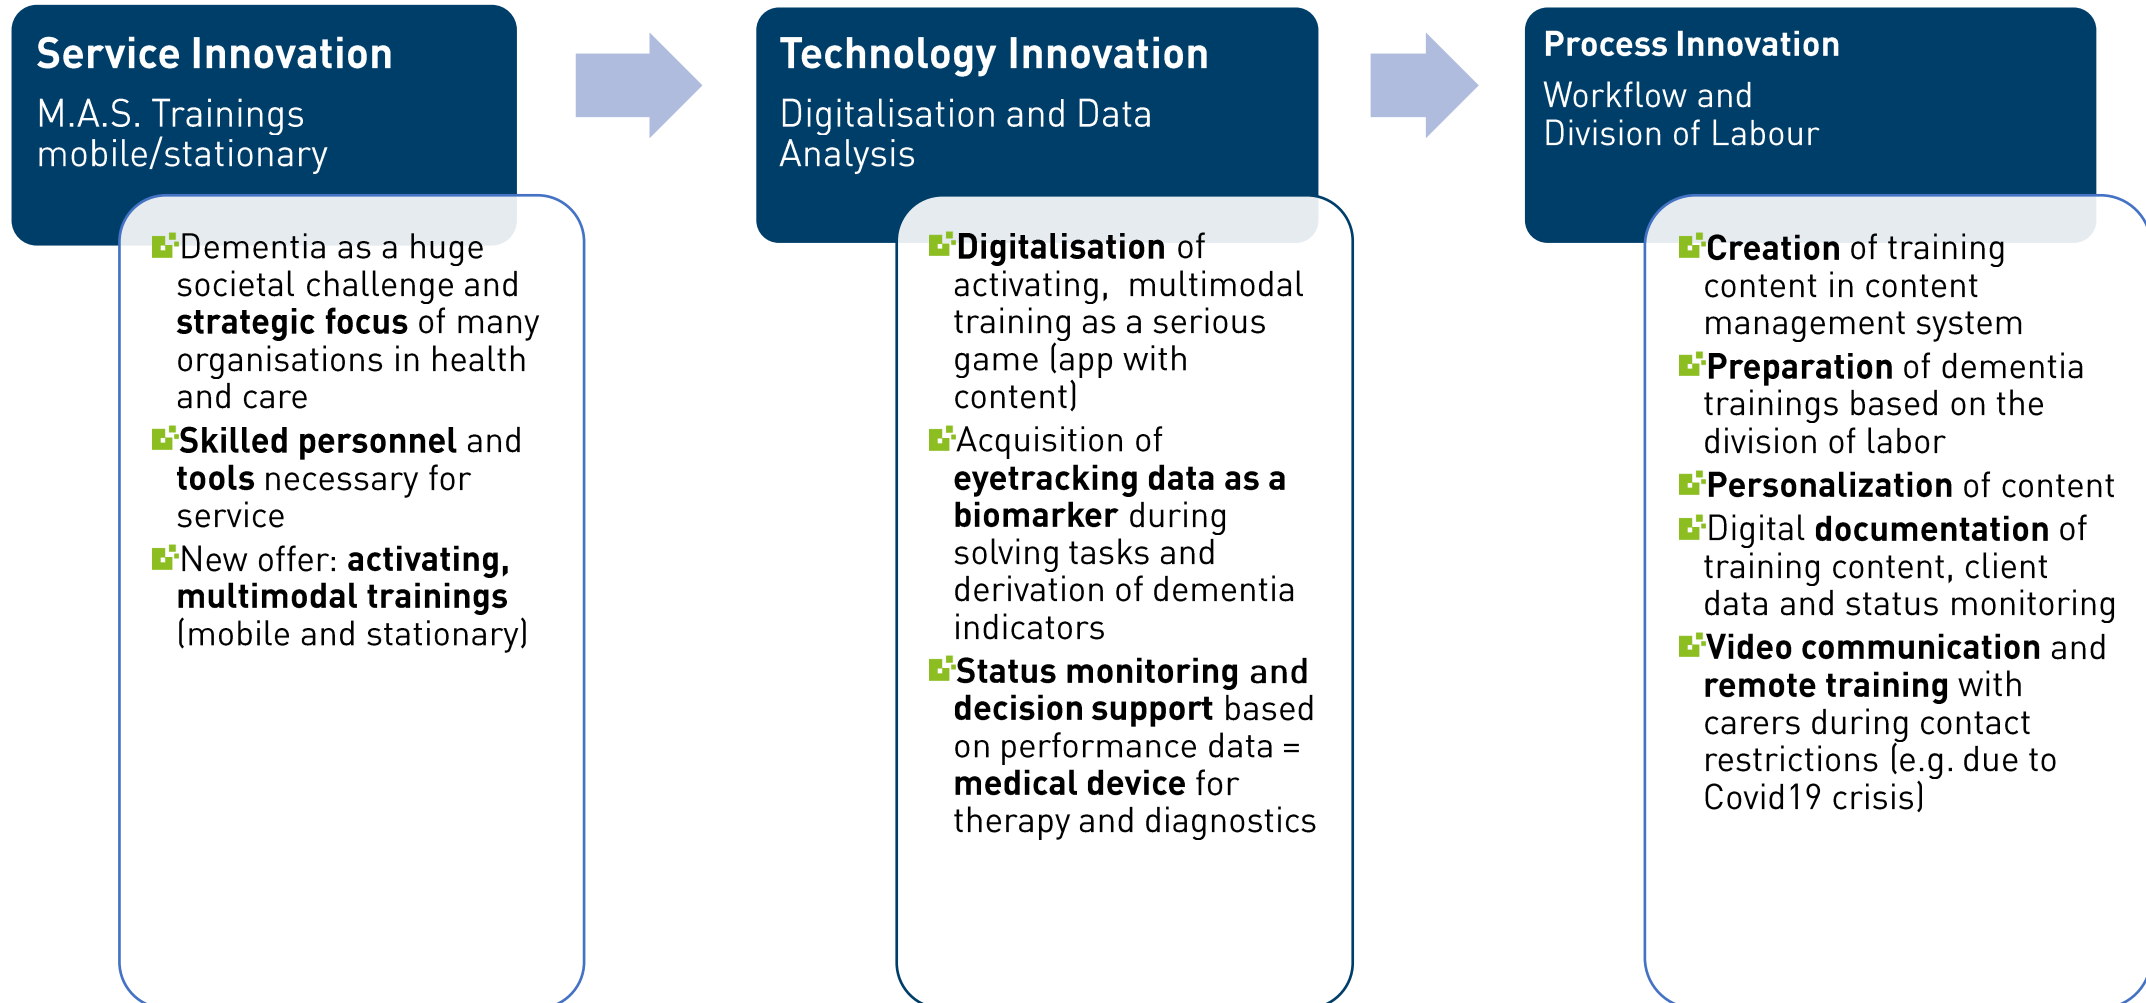 Service Innovation
M.A.S. Trainings
mobile/stationary
Dementia as a huge
societal challenge and
strategic focus of many
organisations in health
and care
Skilled personnel and
tools necessary for
service
New offer: activating,
multimodal trainings
(mobile and stationary)
Technology Innovation
Digitalisation and Data
Analysis
Digitalisation of
activating, multimodal
training as a serious
game (app with
content)
Acquisition of
eyetracking data as a
biomarker during
solving tasks and
derivation of dementia
indicators
Status monitoring and
decision support based
on performance data =
medical device for
therapy and diagnostics
Process Innovation
Workflow and
Division of Labour
Creation of training
content in content
management system
Preparation of dementia
trainings based on the
division of labor
Personalization of content
Digital documentation of
training content, client
data and status monitoring
Video communication and
remote training with
carers during contact
restrictions (e.g. due to
Covid19 crisis)